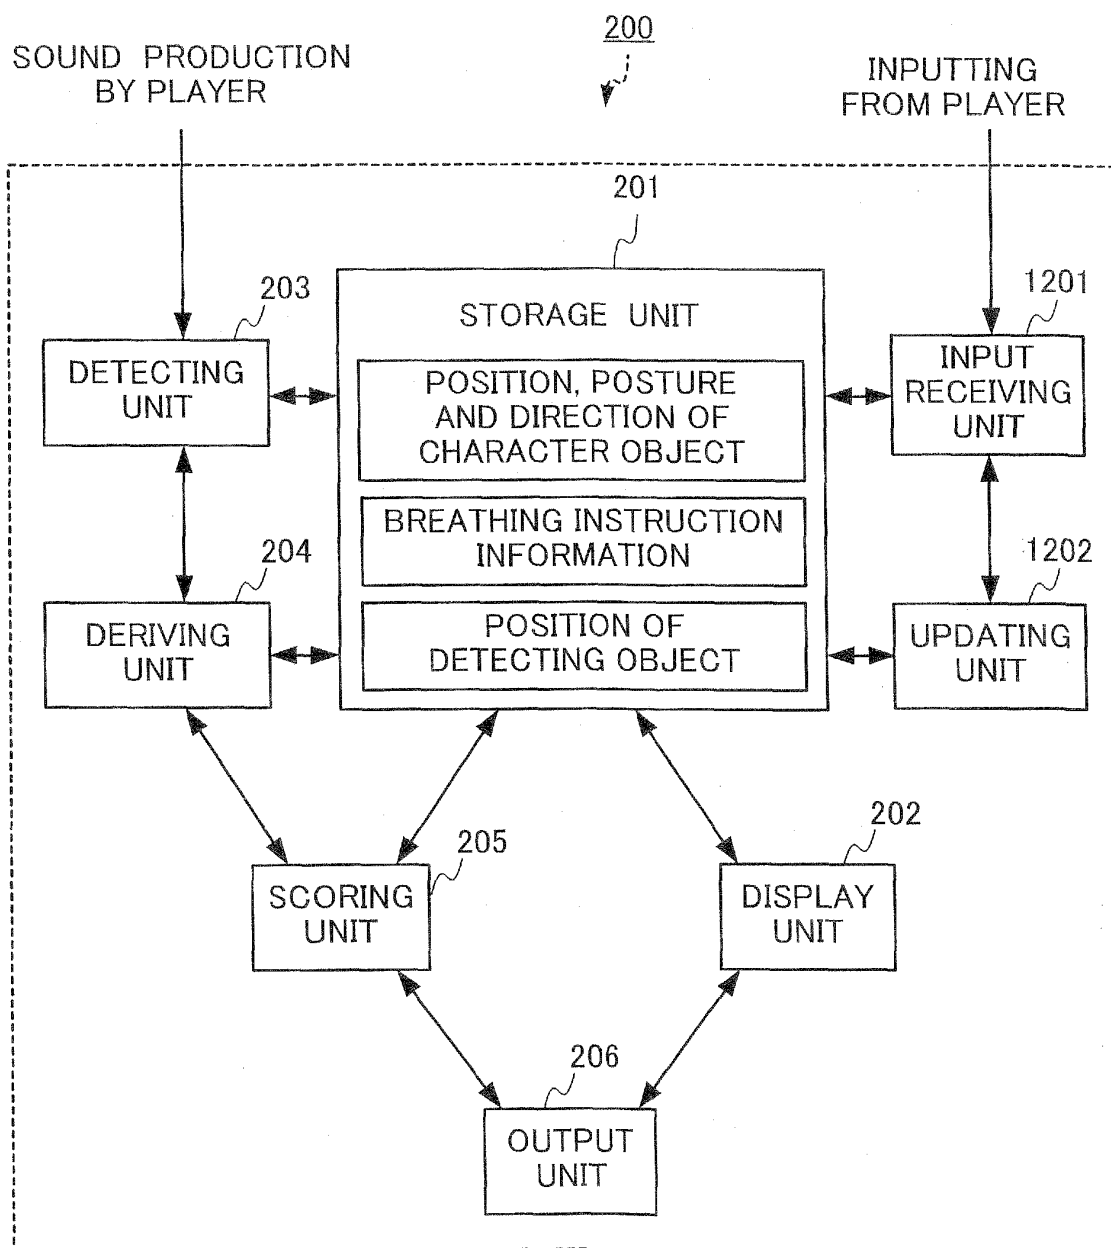 200
SOUND PRODUCTION
BY PLAYER
INPUTTING
FROM PLAYER
201
203
1201
STORAGE UNIT
DETECTING
UNIT
POSITION, POSTURE
AND DIRECTION OF
CHARACTER OBJECT
INPUT
RECEIVING
UNIT
BREATHING INSTRUCTION
INFORMATION
204
1202
DERIVING
UNIT
POSITION OF
DETECTING OBJECT
UPDATING
UNIT
205
202
SCORING
UNIT
DISPLAY
UNIT
206
OUTPUT
UNIT